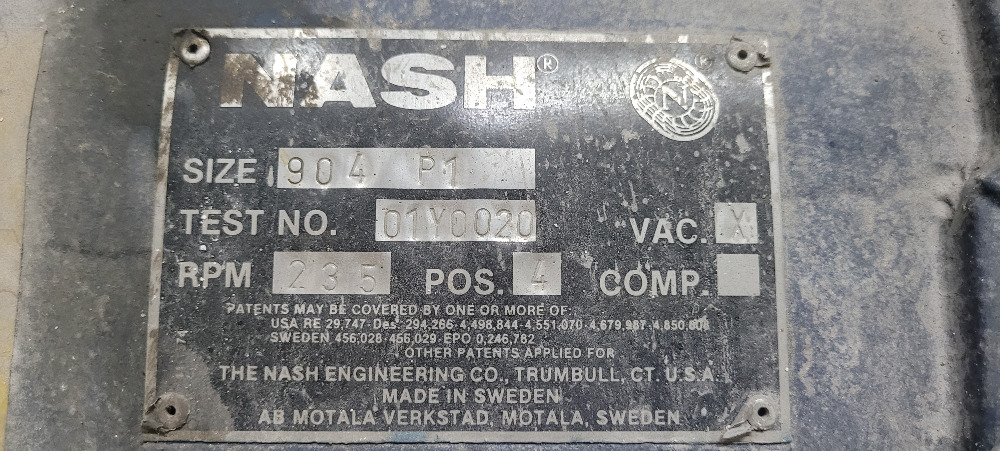 NASH®
N
SIZE 904 P1
TEST NO. 01Y0020 VAC. X
RPM 235 POS. 4 COMP.
PATENTS MAY BE COVERED BY ONE OR MORE OF:
USA RE 29,747-Des. 294,266-4,498,844-4,551,070-4,679,987-4,850,808
SWEDEN 456,028-456,029-EPO 0,246,782
OTHER PATENTS APPLIED FOR
THE NASH ENGINEERING CO., TRUMBULL, CT. U.S.A.
MADE IN SWEDEN
AB MOTALA VERKSTAD, MOTALA, SWEDEN